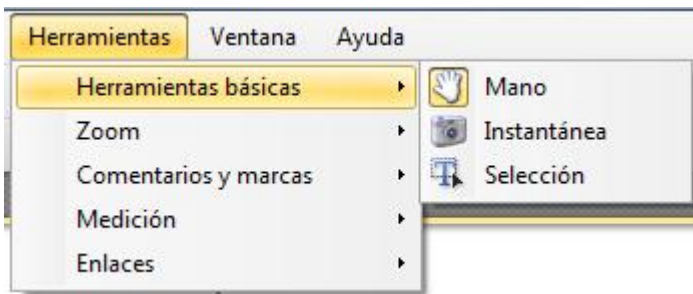 Herramientas Ventana Ayuda
Herramientas básicas
Zoom
Comentarios y marcas
Medición
Enlaces
Mano
Instantánea
Selección